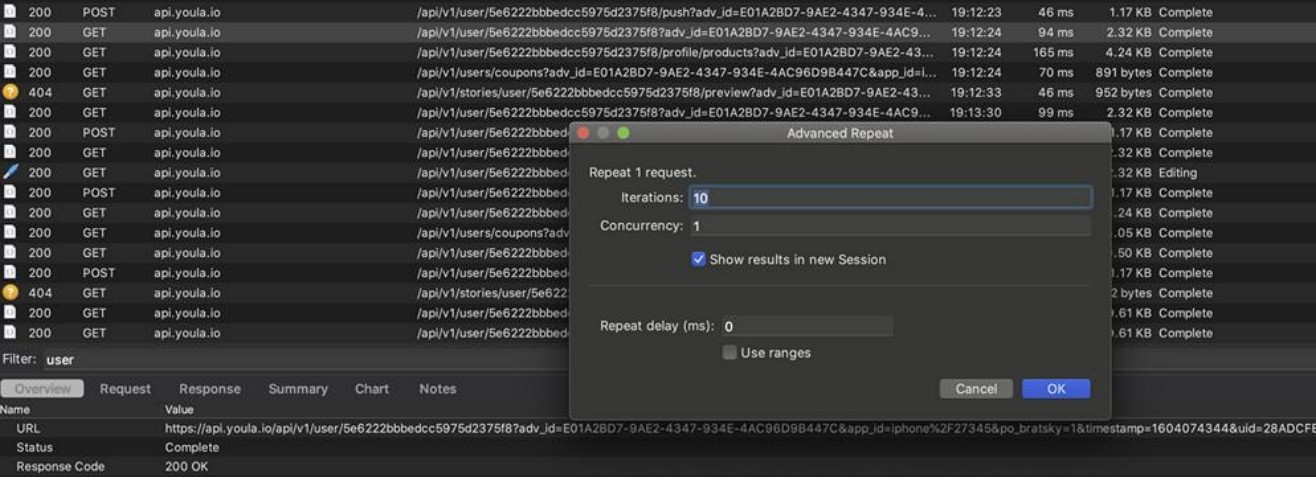 200 POST api.youla.io /api/v1/user/5e6222bbbedcc5975d2375f8/push?adv_id=E01A2BD7-9AE2-4347-934E-4... 19:12:23 46 ms 1.17 KB Complete
200 GET api.youla.io /api/v1/user/5e6222bbbedcc5975d2375f8?adv_id=E01A2BD7-9AE2-4347-934E-4AC9... 19:12:24 94 ms 2.32 KB Complete
200 GET api.youla.io /api/v1/user/5e6222bbbedcc5975d2375f8/profile/products?adv_id=E01A2BD7-9AE2-43... 19:12:24 165 ms 4.24 KB Complete
200 GET api.youla.io /api/v1/users/coupons?adv_id=E01A2BD7-9AE2-4347-934E-4AC96D9B447C&app_id=i... 19:12:24 70 ms 891 bytes Complete
404 GET api.youla.io /api/v1/stories/user/5e6222bbbedcc5975d2375f8/preview?adv_id=E01A2BD7-9AE2-43... 19:12:33 46 ms 952 bytes Complete
200 GET api.youla.io /api/v1/user/5e6222bbbedcc5975d2375f8?adv_id=E01A2BD7-9AE2-4347-934E-4AC9... 19:13:30 99 ms 2.32 KB Complete
200 POST api.youla.io /api/v1/user/5e6222bbbed .17 KB Complete
200 GET api.youla.io /api/v1/user/5e6222bbbed .32 KB Complete
200 GET api.youla.io /api/v1/user/5e6222bbbed .32 KB Editing
200 POST api.youla.io /api/v1/user/5e6222bbbed .17 KB Complete
200 GET api.youla.io /api/v1/user/5e6222bbbed .24 KB Complete
200 GET api.youla.io /api/v1/users/coupons?adv .05 KB Complete
200 GET api.youla.io /api/v1/user/5e6222bbbed .50 KB Complete
200 POST api.youla.io /api/v1/user/5e6222bbbed .17 KB Complete
404 GET api.youla.io /api/v1/stories/user/5e622 2 bytes Complete
200 GET api.youla.io /api/v1/user/5e6222bbbed .61 KB Complete
200 GET api.youla.io /api/v1/user/5e6222bbbed .61 KB Complete
Advanced Repeat
Repeat 1 request.
Iterations: 10
Concurrency: 1
Show results in new Session
Repeat delay (ms): 0
Use ranges
Cancel OK
Filter: user
Overview Request Response Summary Chart Notes
Name Value
URL https://api.youla.io/api/v1/user/5e6222bbbedcc5975d2375f8?adv_id=E01A2BD7-9AE2-4347-934E-4AC96D9B447C&app_id=iphone%2F27345&po_bratsky=1&timestamp=1604074344&uid=28ADCFE
Status Complete
Response Code 200 OK